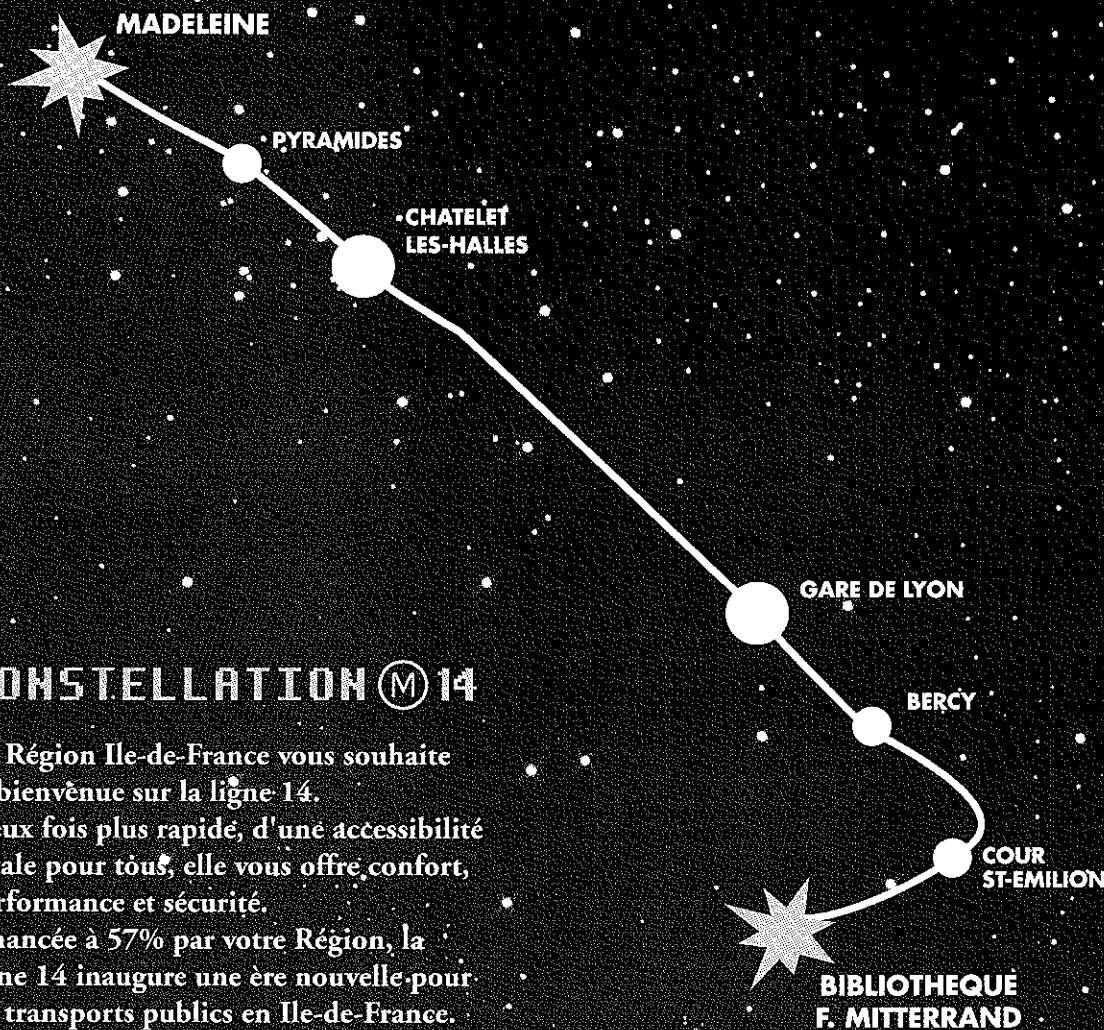 MADELEINE
PYRAMIDES
CHATELET
LES-HALLES
GARE DE LYON
BERCY
COUR
ST-EMILION
BIBLIOTHEQUE
F. MITTERRAND
ONSTELLATION M 14
Région Ile-de-France vous souhaite
bienvenue sur la ligne 14.
eux fois plus rapide, d'une accessibilité
ale pour tous, elle vous offre confort,
rformance et sécurité.
nancée à 57% par votre Région, la
ne 14 inaugure une ère nouvelle pour
transports publics en Ile-de-France.